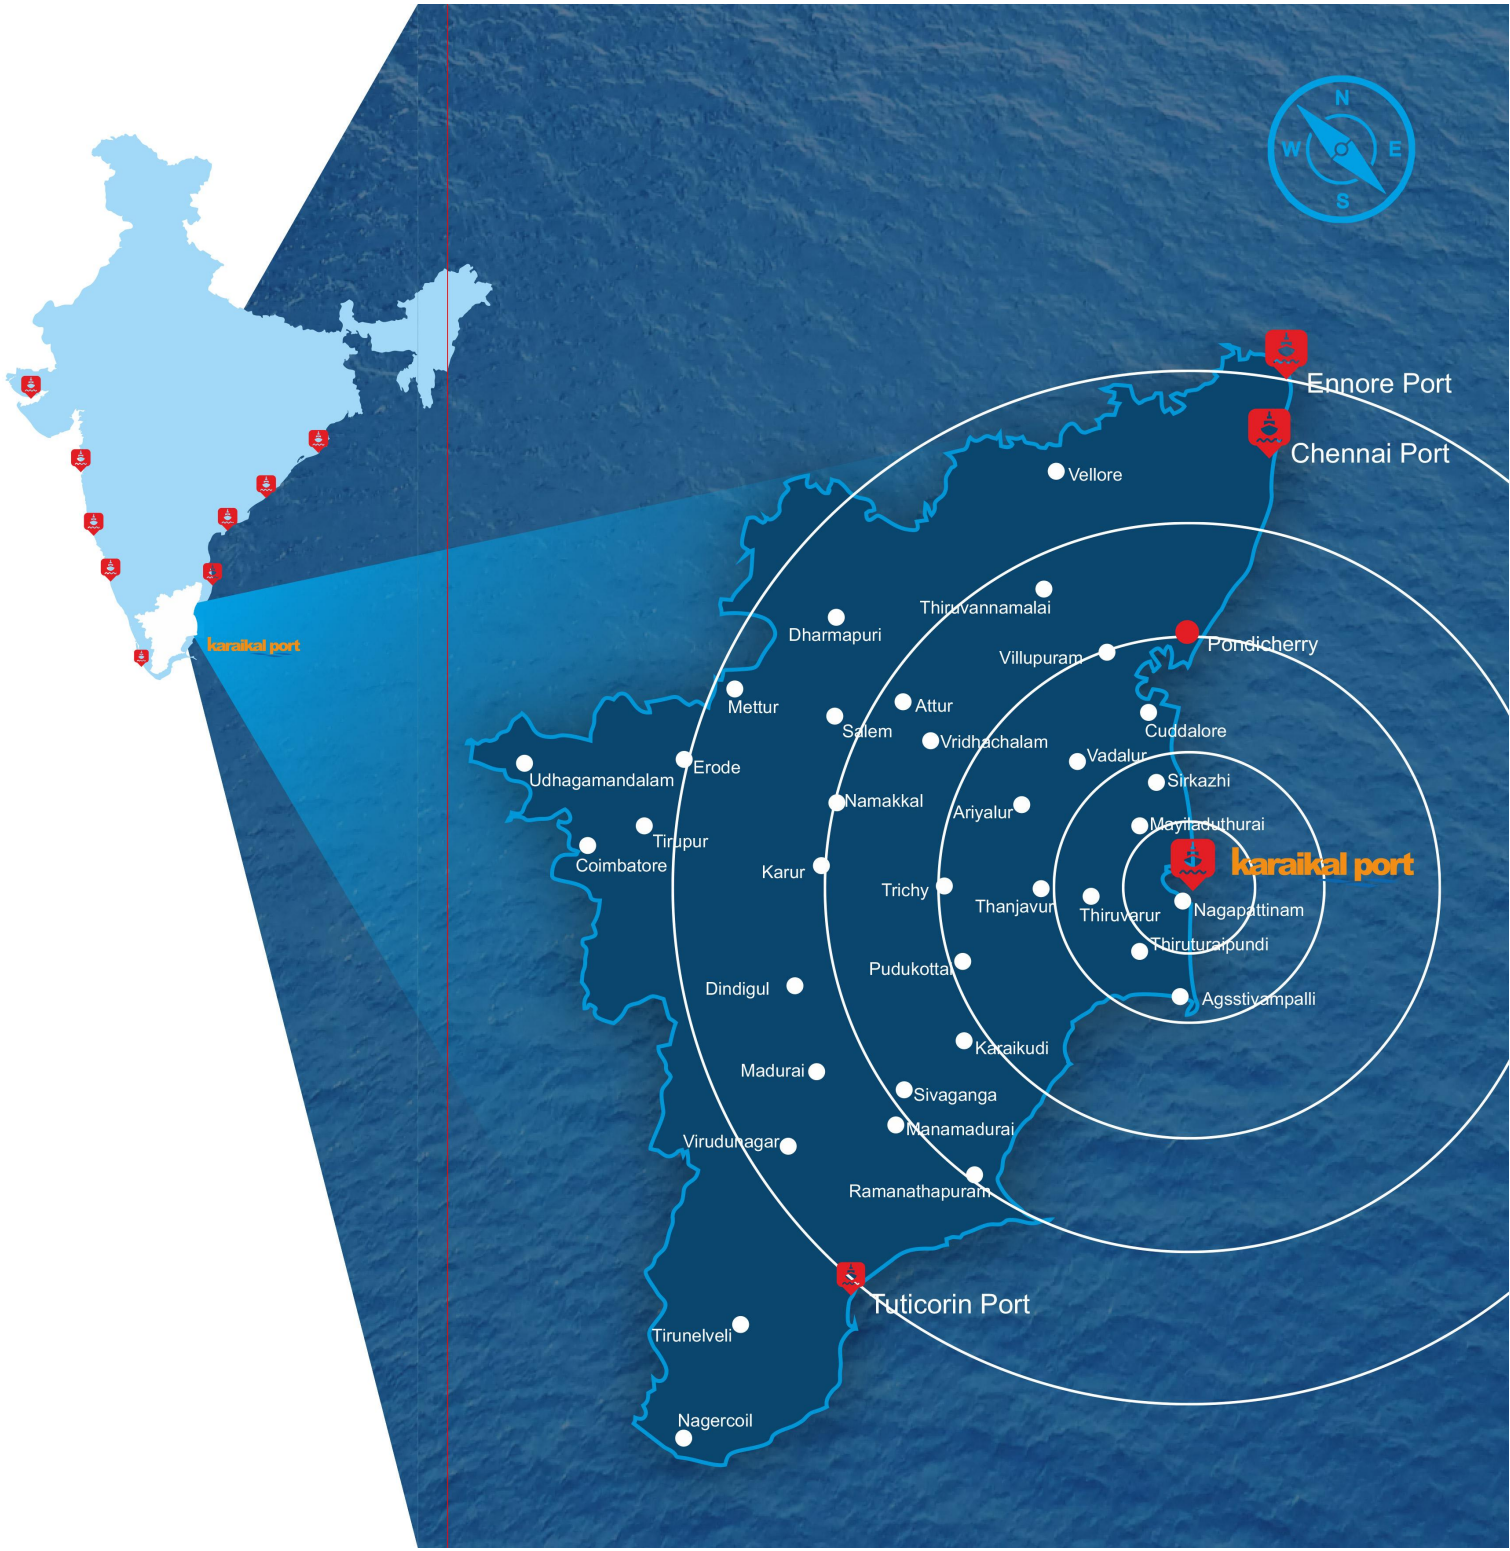 N
W
E
S
Ennore Port
Chennai Port
Vellore
Thiruvannamalai
Dharmapuri
Pondicherry
Villupuram
karaikal port
Mettur
Attur
Salem
Cuddalore
Vridhachalam
Vadalur
Erode
Udhagamandalam
Sirkazhi
Namakkal
Ariyalur
Mayiladuthurai
Tirupur
Coimbatore
karaikal port
Karur
Trichy
Thanjavur
Thiruvarur
Nagapattinam
Thiruturaipundi
Pudukottai
Dindigul
Agsstivampalli
Karaikudi
Madurai
Sivaganga
Manamadurai
Virudunagar
Ramanathapuram
Tuticorin Port
Tirunelveli
Nagercoil